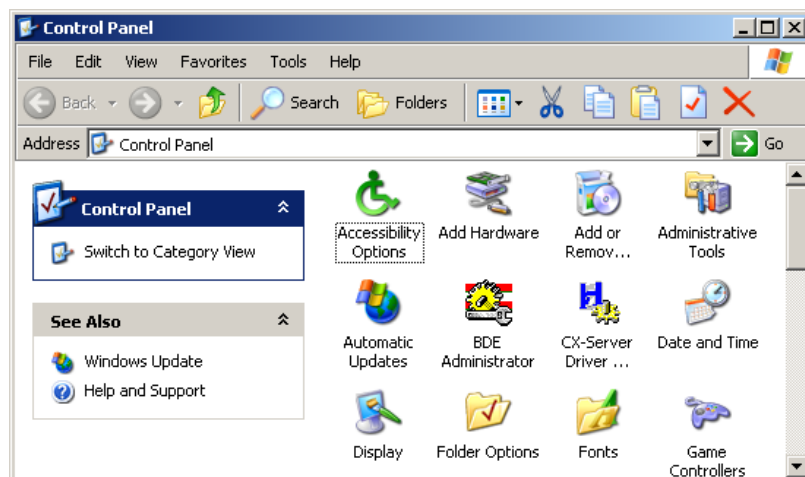 Control Panel
File Edit View Favorites Tools Help
Back Search Folders
Address Control Panel Go
Control Panel
Switch to Category View
See Also
Windows Update
Help and Support
Accessibility Options
Add Hardware
Add or Remov...
Administrative Tools
Automatic Updates
BDE Administrator
CX-Server Driver ...
Date and Time
Display
Folder Options
Fonts
Game Controllers